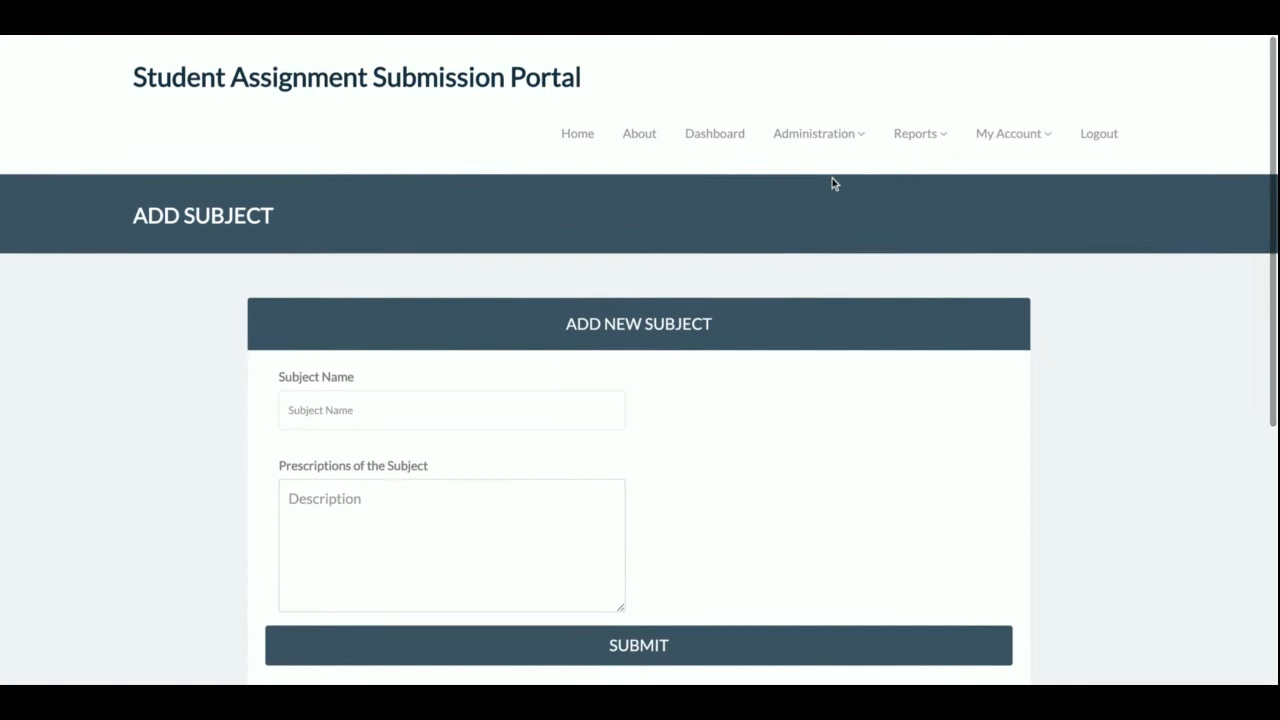 Student Assignment Submission Portal
Home About Dashboard Administration Reports My Account Logout
ADD SUBJECT
ADD NEW SUBJECT
Subject Name
Subject Name
Prescriptions of the Subject
Description
SUBMIT